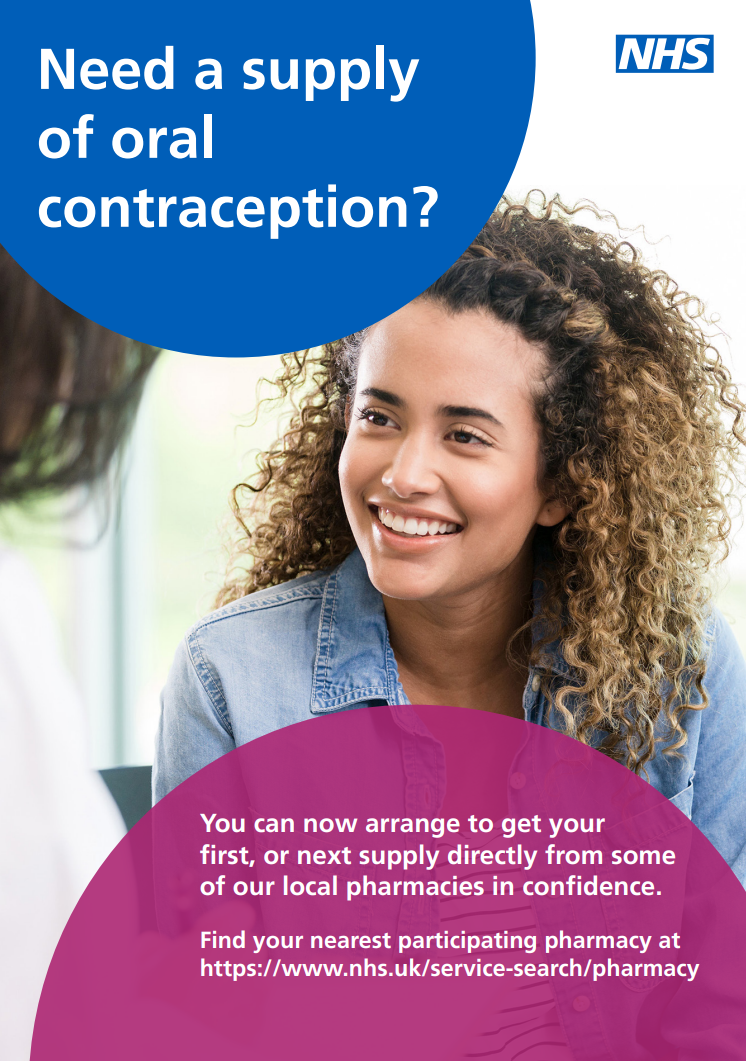 Need a supply
of oral
contraception?
NHS
You can now arrange to get your
first, or next supply directly from some
of our local pharmacies in confidence.
Find your nearest participating pharmacy at
https://www.nhs.uk/service-search/pharmacy